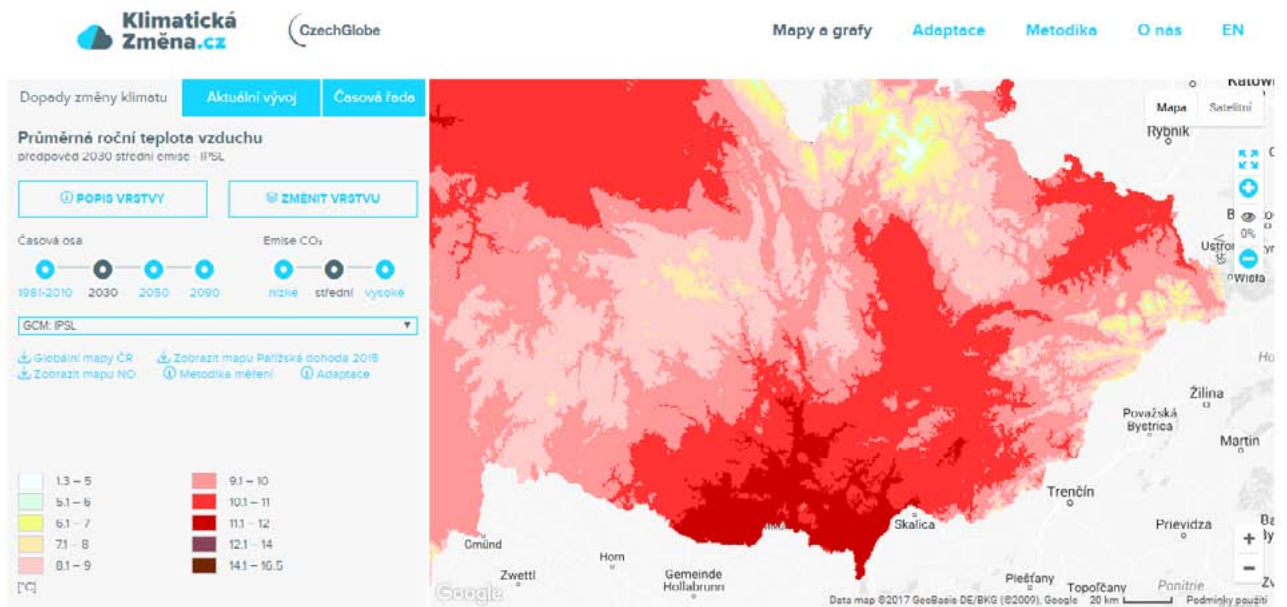 Klimatická
Změna.cz
CzechGlobe
Mapy a grafy
Adaptace
Metodika
O nás
EN
Dopady změny klimatu
Aktuální vývoj
Časová řada
Průměrná roční teplota vzduchu
předpověď 2030 střední emise - IPSL
POPIS VRSTVY
ZMĚNIT VRSTVU
Časová osa
Emise CO₂
1981-2010 2030 2050 2090
nízké střední vysoké
GCM: IPSL
Globální mapy ČR
Zobrazit mapu Pařížská dohoda 2015
Zobrazit mapu NO
Metodika měření
Adaptace
1.3 – 5
5.1 – 6
6.1 – 7
7.1 – 8
8.1 – 9
9.1 – 10
10.1 – 11
11.1 – 12
12.1 – 14
14.1 – 16.5
[°C]
Mapa
Satelitní
Rybnik
0%
Wisła
Žilina
Považská
Bystrica
Martin
Trenčín
Prievidza
Skalica
Gmünd
Horn
Zwettl
Gemeinde
Hollabrunn
Piešťany
Topoľčany
Ponitrie
Google
Data map ©2017 GeoBasis-DE/BKG (©2009), Google
20 km
Podmínky použití